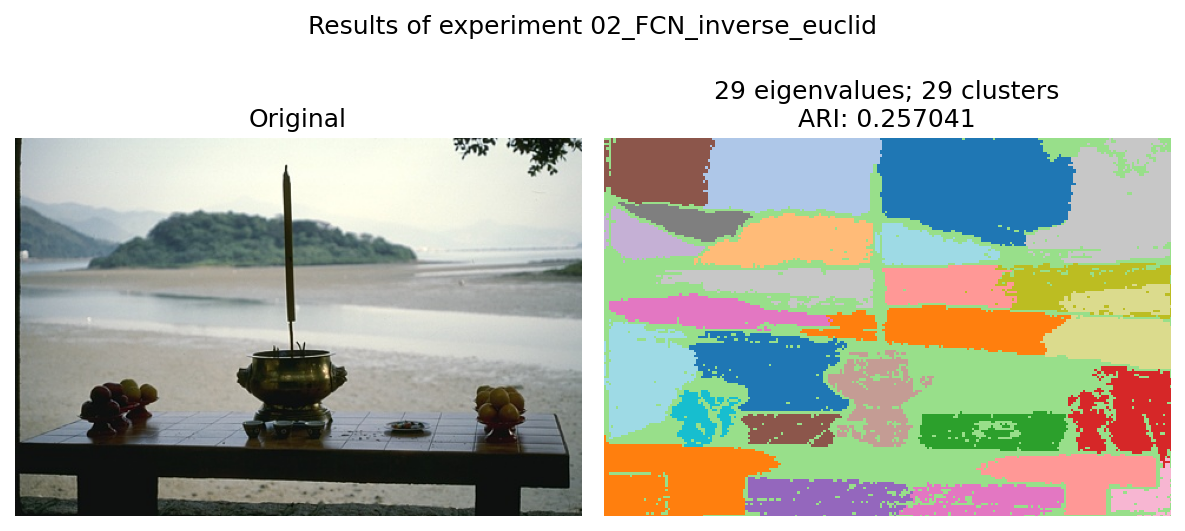 Results of experiment 02_FCN_inverse_euclid
Original
29 eigenvalues; 29 clusters
ARI: 0.257041